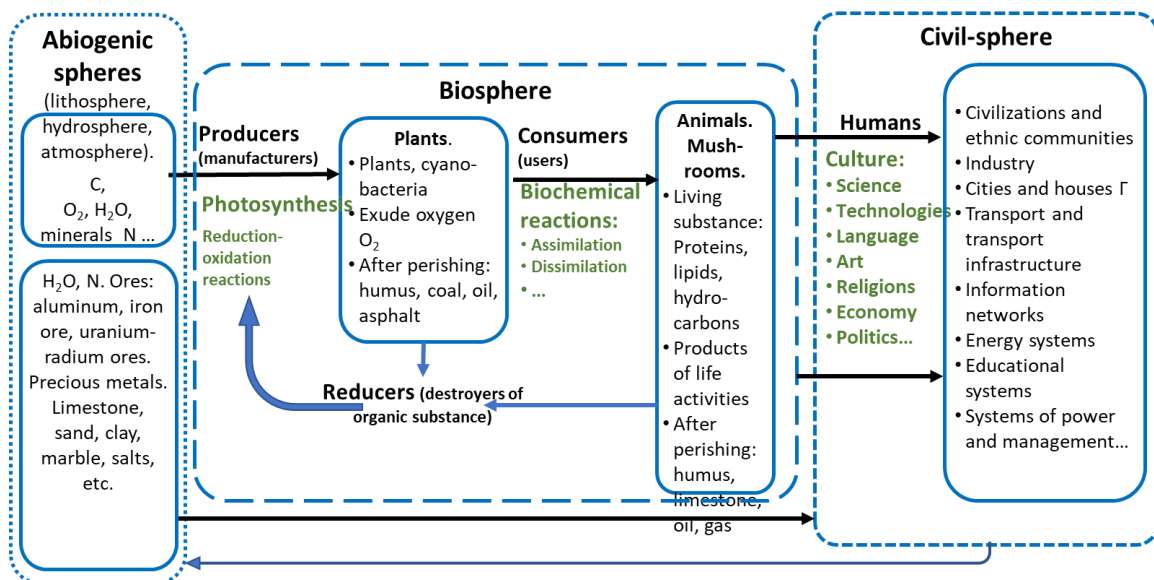 Abiogenic
spheres
(lithosphere,
hydrosphere,
atmosphere).
C,
O₂, H₂O,
minerals N ...
H₂O, N. Ores:
aluminum, iron
ore, uranium-
radium ores.
Precious metals.
Limestone,
sand, clay,
marble, salts,
etc.
Biosphere
Producers
(manufacturers)
Photosynthesis
Reduction-
oxidation
reactions
Plants.
• Plants, cyano-
bacteria
• Exude oxygen
O₂
• After perishing:
humus, coal, oil,
asphalt
Consumers
(users)
Biochemical
reactions:
• Assimilation
• Dissimilation
• ...
Reducers (destroyers of
organic substance)
Animals.
Mush-
rooms.
• Living
substance:
Proteins,
lipids,
hydro-
carbons
• Products
of life
activities
• After
perishing:
humus,
limestone,
oil, gas
Civil-sphere
Humans
Culture:
• Science
• Technologies
• Language
• Art
• Religions
• Economy
• Politics...
• Civilizations and
ethnic communities
• Industry
• Cities and houses Г
• Transport and
transport
infrastructure
• Information
networks
• Energy systems
• Educational
systems
• Systems of power
and management...